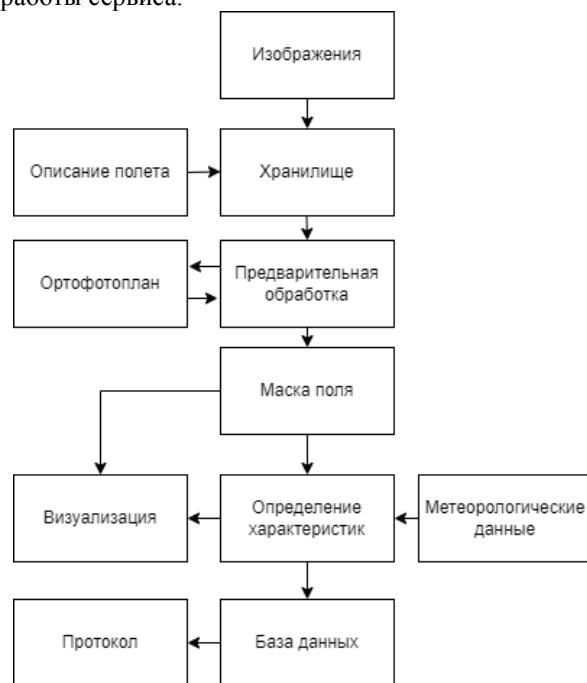 работы сервиса.
Изображения
Описание полета
Хранилище
Ортофотоплан
Предварительная
обработка
Маска поля
Визуализация
Определение
характеристик
Метеорологические
данные
Протокол
База данных